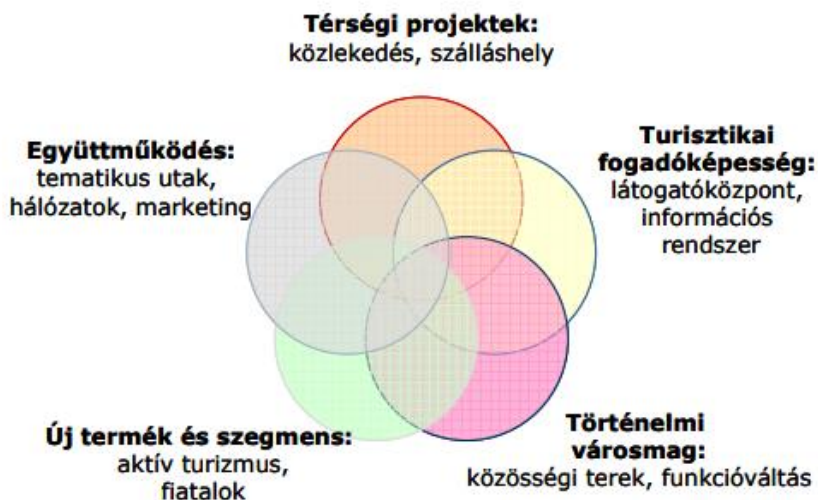 Térségi projektek:
közlekedés, szálláshely
Együttműködés:
tematikus utak,
hálózatok, marketing
Turisztikai
fogadóképesség:
látogatóközpont,
információs
rendszer
Új termék és szegmens:
aktív turizmus,
fiatalok
Történelmi
városmag:
közösségi terek, funkcióváltás